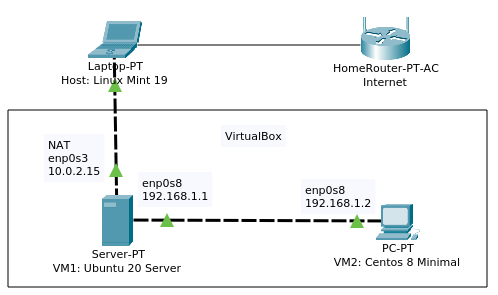 Laptop-PT
Host: Linux Mint 19
HomeRouter-PT-AC
Internet
VirtualBox
NAT
enp0s3
10.0.2.15
enp0s8
192.168.1.1
enp0s8
192.168.1.2
Server-PT
VM1: Ubuntu 20 Server
PC-PT
VM2: Centos 8 Minimal